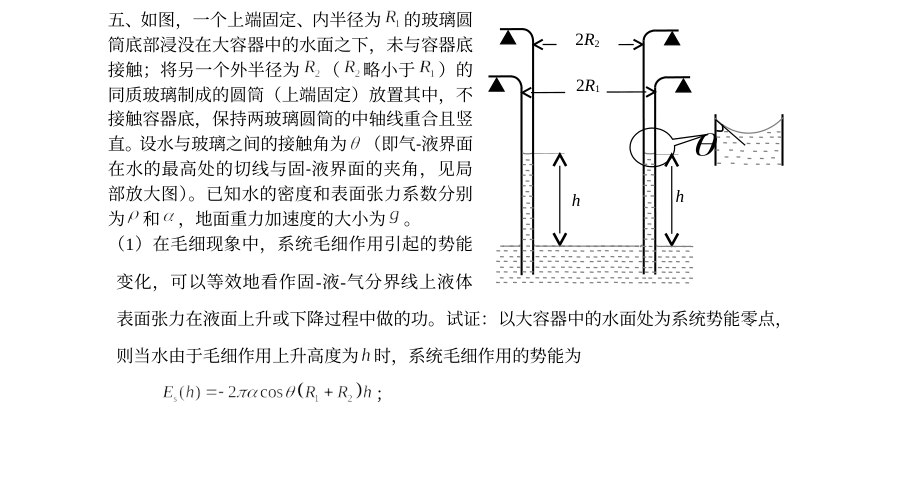 五、如图，一个上端固定、内半径为 R₁ 的玻璃圆
筒底部浸没在大容器中的水面之下，未与容器底
接触；将另一个外半径为 R₂（R₂ 略小于 R₁）的
同质玻璃制成的圆筒（上端固定）放置其中，不
接触容器底，保持两玻璃圆筒的中轴线重合且竖
直。设水与玻璃之间的接触角为 θ（即气-液界面
在水的最高处的切线与固-液界面的夹角，见局
部放大图）。已知水的密度和表面张力系数分别
为 ρ 和 α，地面重力加速度的大小为 g。
（1）在毛细现象中，系统毛细作用引起的势能
变化，可以等效地看作固-液-气分界线上液体
表面张力在液面上升或下降过程中做的功。试证：以大容器中的水面处为系统势能零点，
则当水由于毛细作用上升高度为 h 时，系统毛细作用的势能为
Eₛ(h) = - 2πα cos θ(R₁ + R₂)h；
2R₂
2R₁
θ
h
h